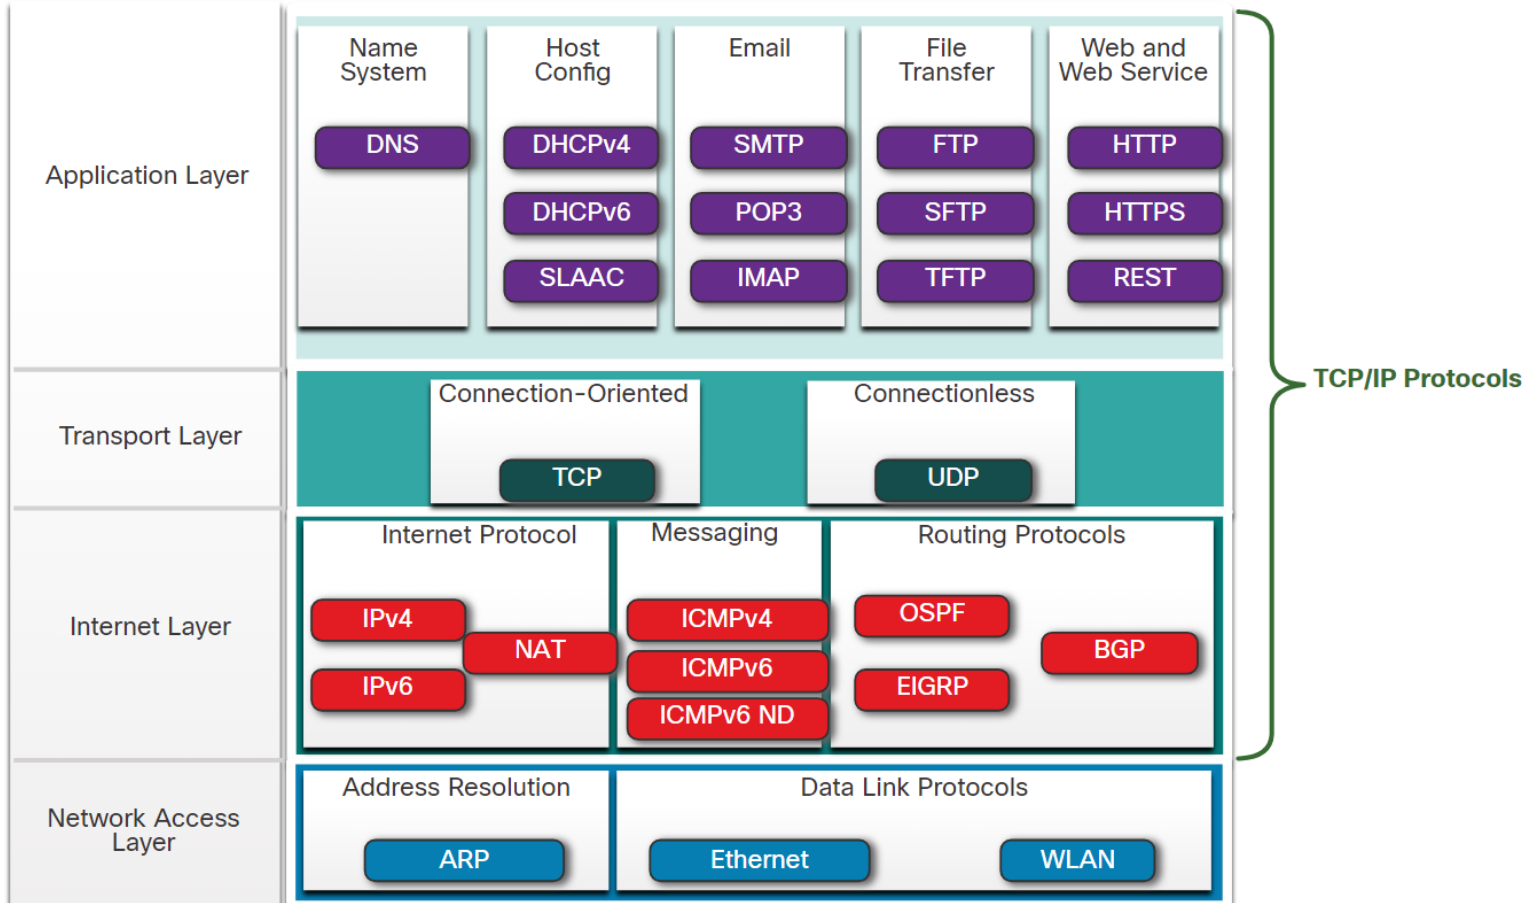 Application Layer
Name
System
DNS
Host
Config
DHCPv4
DHCPv6
SLAAC
Email
SMTP
POP3
IMAP
File
Transfer
FTP
SFTP
TFTP
Web and
Web Service
HTTP
HTTPS
REST
TCP/IP Protocols
Transport Layer
Connection-Oriented
TCP
Connectionless
UDP
Internet Layer
Internet Protocol
IPv4
NAT
IPv6
Messaging
ICMPv4
ICMPv6
ICMPv6 ND
Routing Protocols
OSPF
BGP
EIGRP
Network Access
Layer
Address Resolution
ARP
Data Link Protocols
Ethernet
WLAN